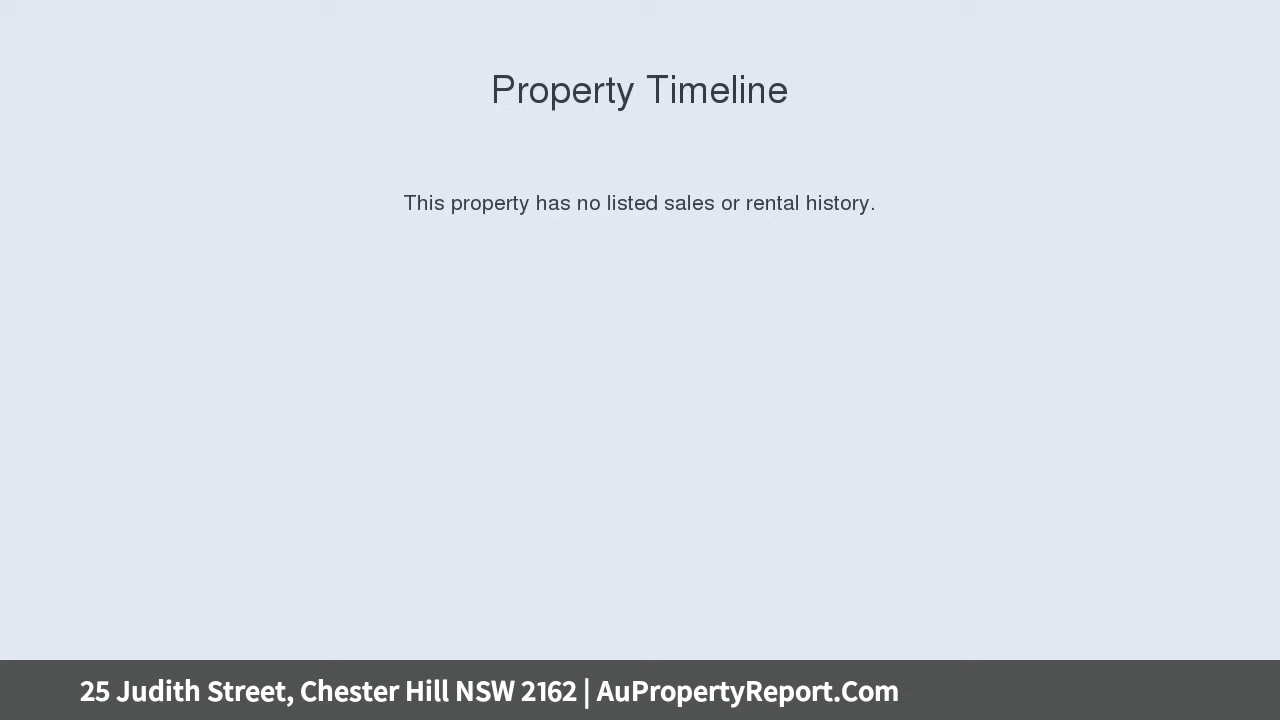 Property Timeline
This property has no listed sales or rental history.
25 Judith Street, Chester Hill NSW 2162 | AuPropertyReport.Com